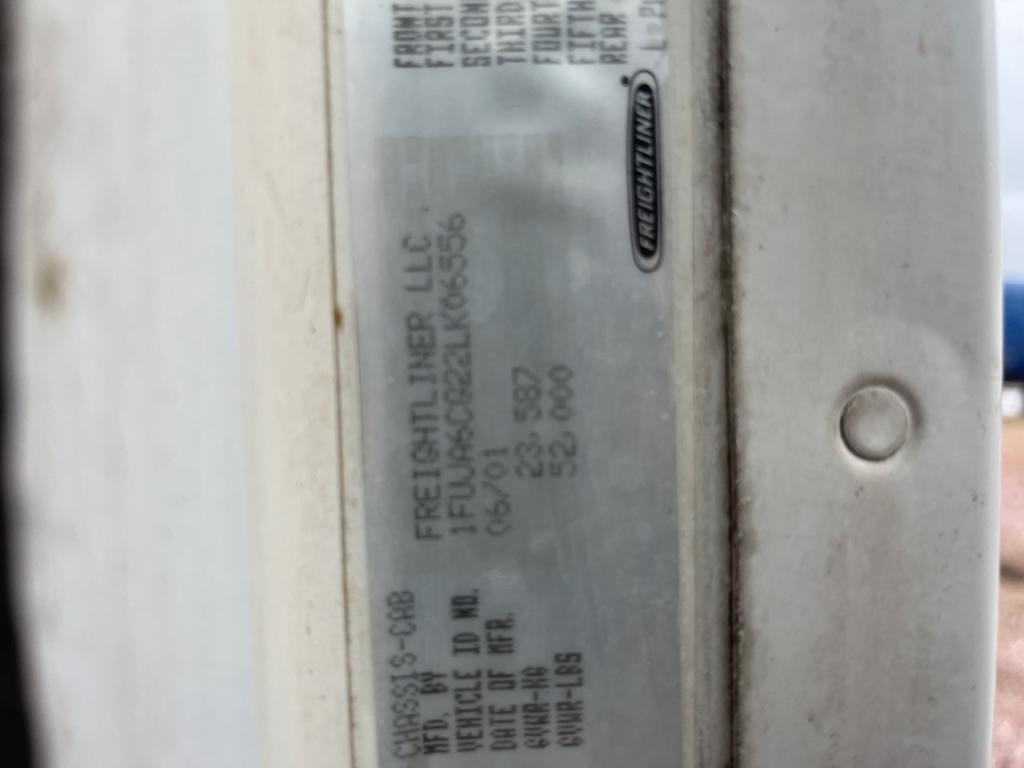 CHASSIS-CAB
MFD. BY FREIGHTLINER LLC.
VEHICLE ID NO. 1FUJA6CG22LK06556
DATE OF MFR. 06/01
GVWR-KG 23,587
GVWR-LBS 52,000
FRONT
FIRST
SECON
THIRD
FOURT
FIFTH
REAR
FREIGHTLINER